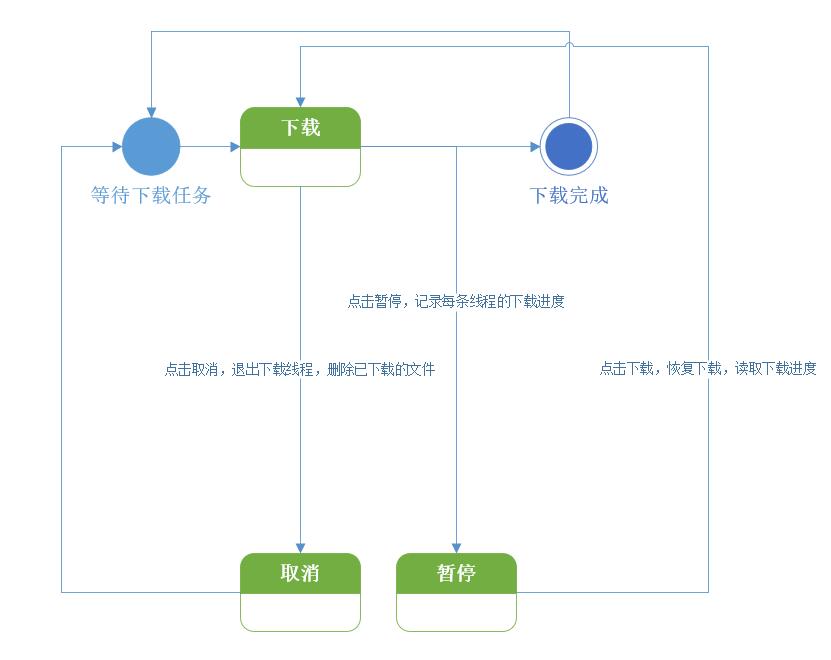 下载
等待下载任务
下载完成
点击暂停，记录每条线程的下载进度
点击取消，退出下载线程，删除已下载的文件
点击下载，恢复下载，读取下载进度
取消
暂停